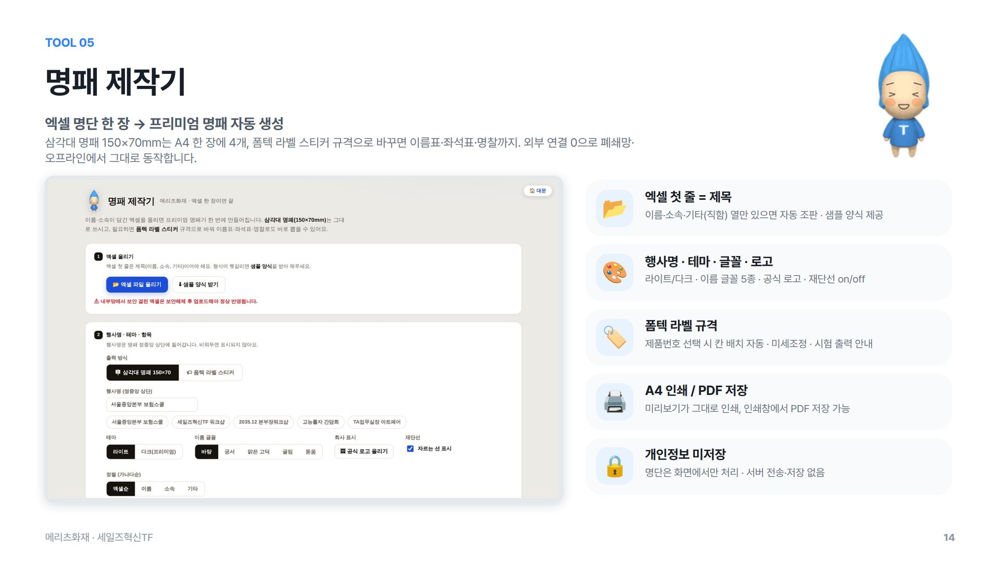 TOOL 05
명패 제작기
엑셀 명단 한 장 → 프리미엄 명패 자동 생성
삼각대 명패 150×70mm는 A4 한 장에 4개, 폼텍 라벨 스티커 규격으로 바꾸면 이름표·좌석표·명찰까지. 외부 연결 0으로 폐쇄망·
오프라인에서 그대로 동작합니다.
T
🏠 대문
명패 제작기 메리츠화재 · 엑셀 한 장이면 끝
이름·소속이 담긴 엑셀을 올리면 프리미엄 명패가 한 번에 만들어집니다. 삼각대 명패(150×70mm)는 그대
로 쓰시고, 필요하면 폼텍 라벨 스티커 규격으로 바꿔 이름표·좌석표·명찰로도 바로 뽑을 수 있어요.
1 엑셀 올리기
엑셀 첫 줄은 제목(이름, 소속, 기타)이어야 해요. 형식이 헷갈리면 샘플 양식을 받아 채우세요.
📂 엑셀 파일 올리기 ⬇ 샘플 양식 받기
⚠ 내부망에서 보안 걸린 엑셀은 보안해제 후 업로드해야 정상 반영됩니다.
2 행사명 · 테마 · 항목
행사명은 명패 정중앙 상단에 들어갑니다. 비워두면 표시되지 않아요.
출력 방식
🪧 삼각대 명패 150×70 🏷 폼텍 라벨 스티커
행사명 (정중앙 상단)
서울중앙본부 보험스쿨
서울중앙본부 보험스쿨 세일즈혁신TF 워크샵 2035.12 본부장워크샵 고능률자 간담회 TA업무실장 아트페어
테마 이름 글꼴 회사 표시 재단선
라이트 다크(프리미엄) 바탕 궁서 맑은 고딕 굴림 돋움 🖼 공식 로고 올리기 자르는 선 표시
정렬 (가나다순)
엑셀순 이름 소속 기타
엑셀 첫 줄 = 제목
이름·소속·기타(직함) 열만 있으면 자동 조판 · 샘플 양식 제공
행사명 · 테마 · 글꼴 · 로고
라이트/다크 · 이름 글꼴 5종 · 공식 로고 · 재단선 on/off
폼텍 라벨 규격
제품번호 선택 시 칸 배치 자동 · 미세조정 · 시험 출력 안내
A4 인쇄 / PDF 저장
미리보기가 그대로 인쇄, 인쇄창에서 PDF 저장 가능
개인정보 미저장
명단은 화면에서만 처리 · 서버 전송·저장 없음
메리츠화재 · 세일즈혁신TF
14